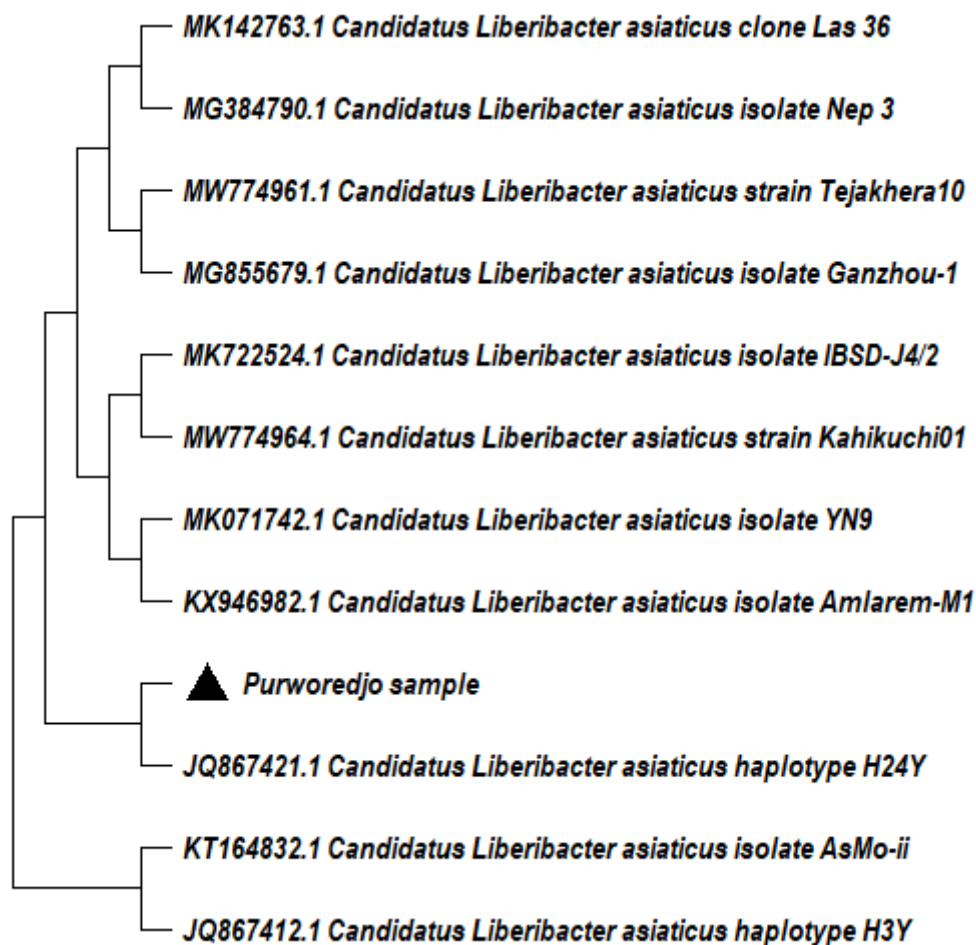 MK142763.1 Candidatus Liberibacter asiaticus clone Las 36
MG384790.1 Candidatus Liberibacter asiaticus isolate Nep 3
MW774961.1 Candidatus Liberibacter asiaticus strain Tejakhera10
MG855679.1 Candidatus Liberibacter asiaticus isolate Ganzhou-1
MK722524.1 Candidatus Liberibacter asiaticus isolate IBSD-J4/2
MW774964.1 Candidatus Liberibacter asiaticus strain Kahikuchi01
MK071742.1 Candidatus Liberibacter asiaticus isolate YN9
KX946982.1 Candidatus Liberibacter asiaticus isolate Amlarem-M1
Purworedjo sample
JQ867421.1 Candidatus Liberibacter asiaticus haplotype H24Y
KT164832.1 Candidatus Liberibacter asiaticus isolate AsMo-ii
JQ867412.1 Candidatus Liberibacter asiaticus haplotype H3Y